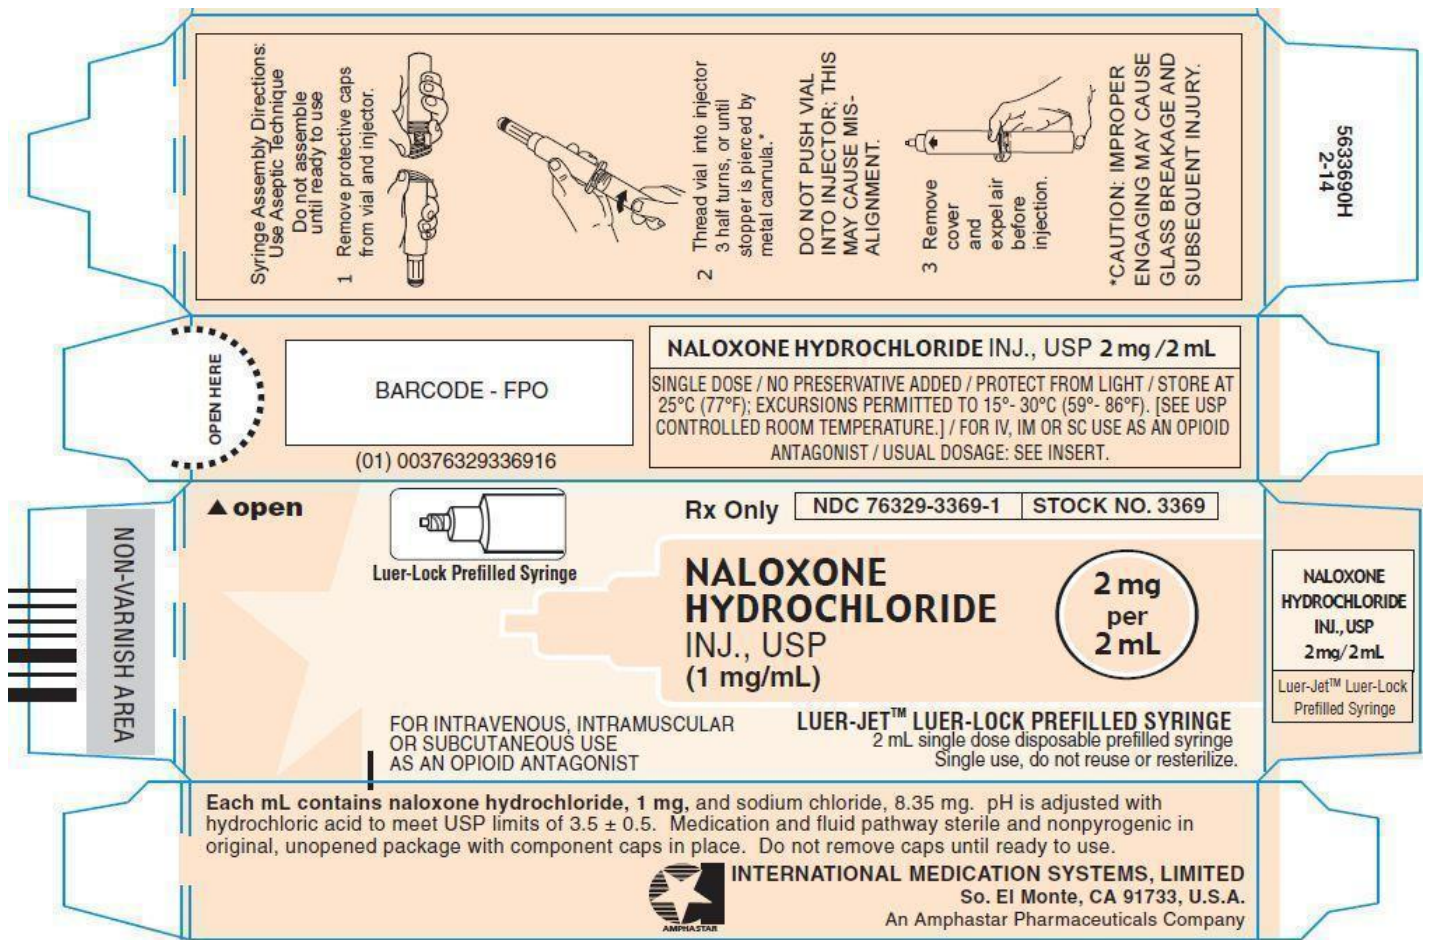 Syringe Assembly Directions:
Use Aseptic Technique
Do not assemble
until ready to use
1 Remove protective caps
from vial and injector.
2 Thread vial into injector
3 half turns, or until
stopper is pierced by
metal cannula.*
DO NOT PUSH VIAL
INTO INJECTOR; THIS
MAY CAUSE MIS-
ALIGNMENT.
3 Remove
cover
and
expel air
before
injection.
*CAUTION: IMPROPER
ENGAGING MAY CAUSE
GLASS BREAKAGE AND
SUBSEQUENT INJURY.
5633690H
2-14
OPEN HERE
BARCODE - FPO
(01) 00376329336916
NALOXONE HYDROCHLORIDE INJ., USP 2 mg /2 mL
SINGLE DOSE / NO PRESERVATIVE ADDED / PROTECT FROM LIGHT / STORE AT
25°C (77°F); EXCURSIONS PERMITTED TO 15°- 30°C (59°- 86°F). [SEE USP
CONTROLLED ROOM TEMPERATURE.] / FOR IV, IM OR SC USE AS AN OPIOID
ANTAGONIST / USUAL DOSAGE: SEE INSERT.
NON-VARNISH AREA
▲ open
Luer-Lock Prefilled Syringe
Rx Only NDC 76329-3369-1 STOCK NO. 3369
NALOXONE
HYDROCHLORIDE
INJ., USP
(1 mg/mL)
2 mg
per
2 mL
FOR INTRAVENOUS, INTRAMUSCULAR
OR SUBCUTANEOUS USE
AS AN OPIOID ANTAGONIST
LUER-JET™ LUER-LOCK PREFILLED SYRINGE
2 mL single dose disposable prefilled syringe
Single use, do not reuse or resterilize.
NALOXONE
HYDROCHLORIDE
INJ., USP
2 mg/ 2 mL
Luer-Jet™ Luer-Lock
Prefilled Syringe
Each mL contains naloxone hydrochloride, 1 mg, and sodium chloride, 8.35 mg. pH is adjusted with
hydrochloric acid to meet USP limits of 3.5 ± 0.5. Medication and fluid pathway sterile and nonpyrogenic in
original, unopened package with component caps in place. Do not remove caps until ready to use.
AMPHASTAR
INTERNATIONAL MEDICATION SYSTEMS, LIMITED
So. El Monte, CA 91733, U.S.A.
An Amphastar Pharmaceuticals Company